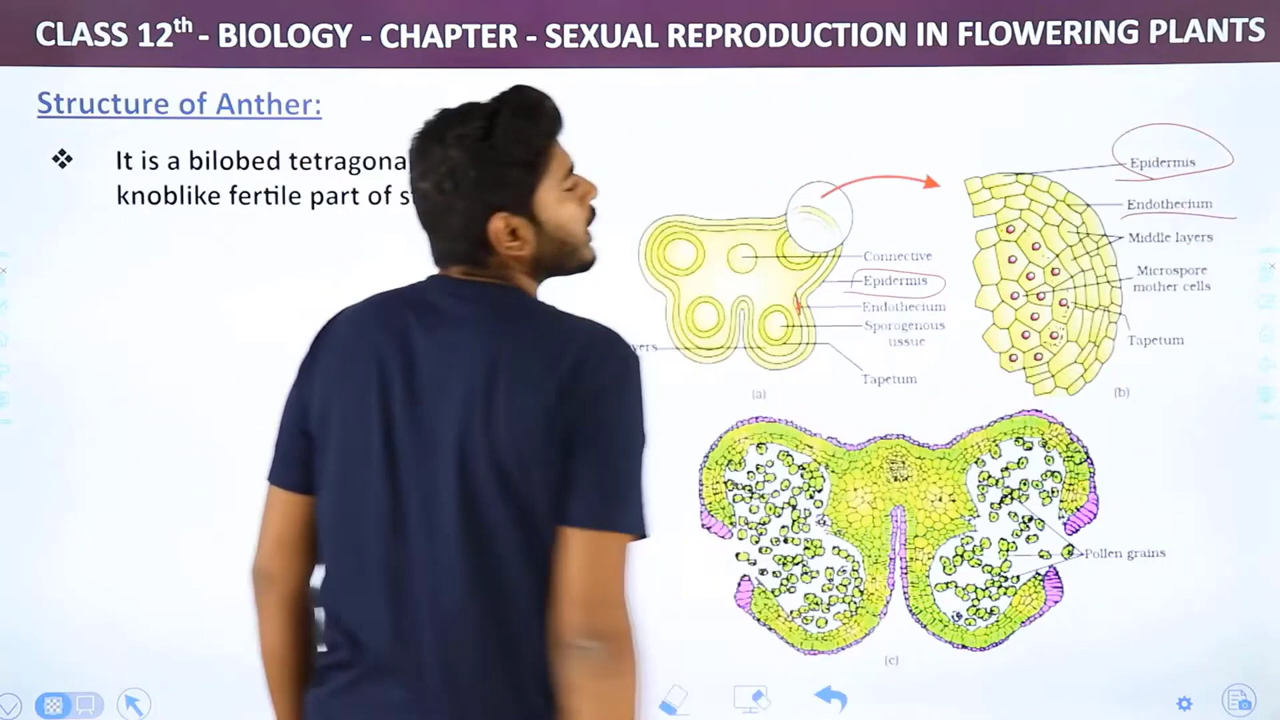 CLASS 12th - BIOLOGY - CHAPTER - SEXUAL REPRODUCTION IN FLOWERING PLANTS
Structure of Anther:
It is a bilobed tetragona
knoblike fertile part of s
Connective
Epidermis
Endothecium
Sporogenous
tissue
Tapetum
(a)
Epidermis
Endothecium
Middle layers
Microspore
mother cells
Tapetum
(b)
Pollen grains
(c)